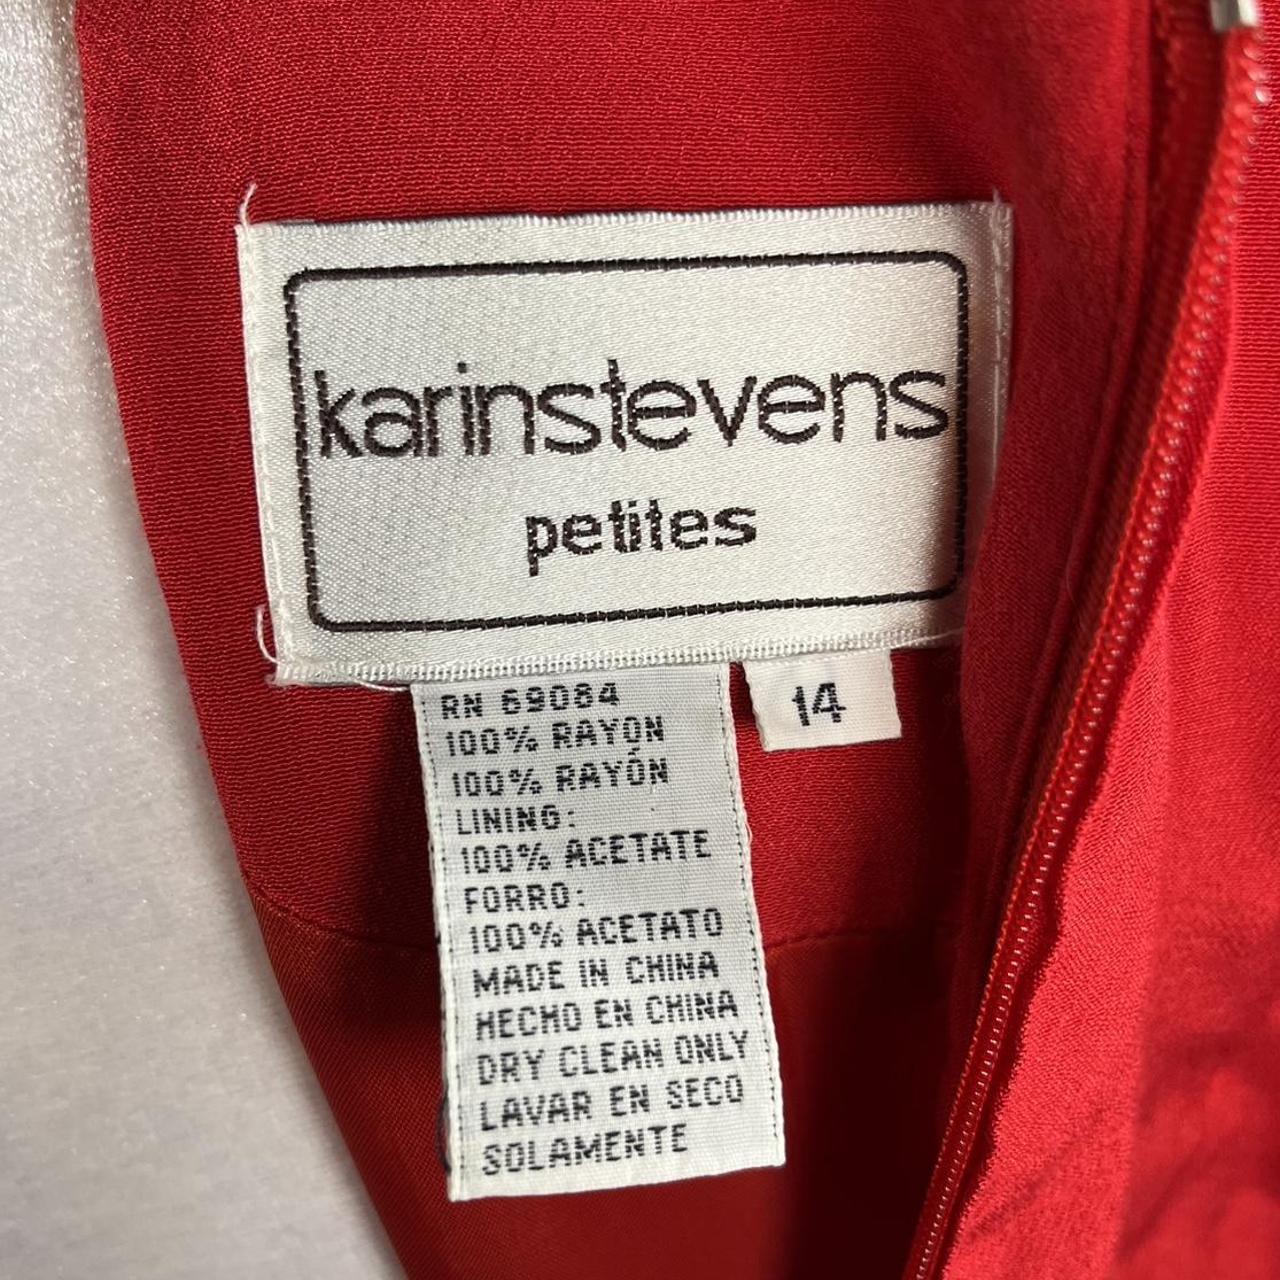 karinstevens
petites
14
RN 69084
100% RAYON
100% RAYÓN
LINING:
100% ACETATE
FORRO:
100% ACETATO
MADE IN CHINA
HECHO EN CHINA
DRY CLEAN ONLY
LAVAR EN SECO
SOLAMENTE